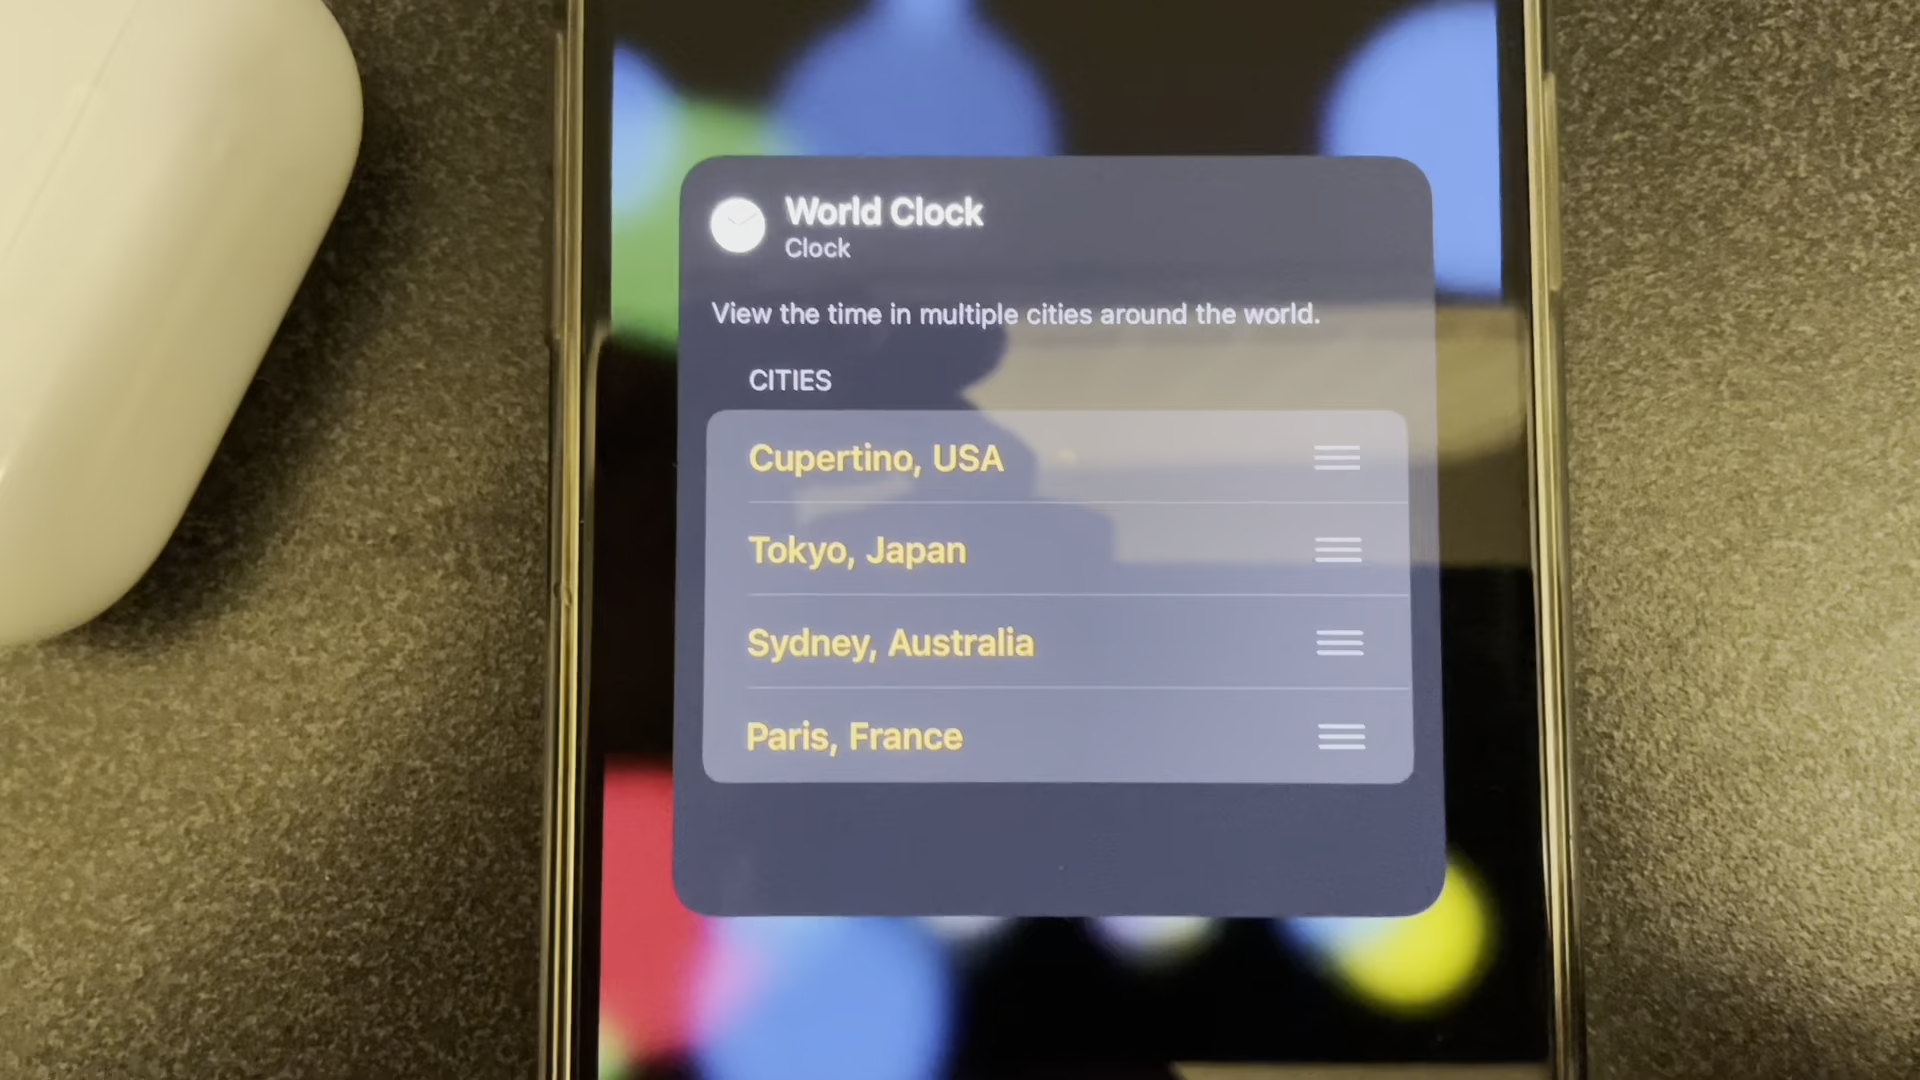 World Clock
Clock
View the time in multiple cities around the world.
CITIES
Cupertino, USA
Tokyo, Japan
Sydney, Australia
Paris, France